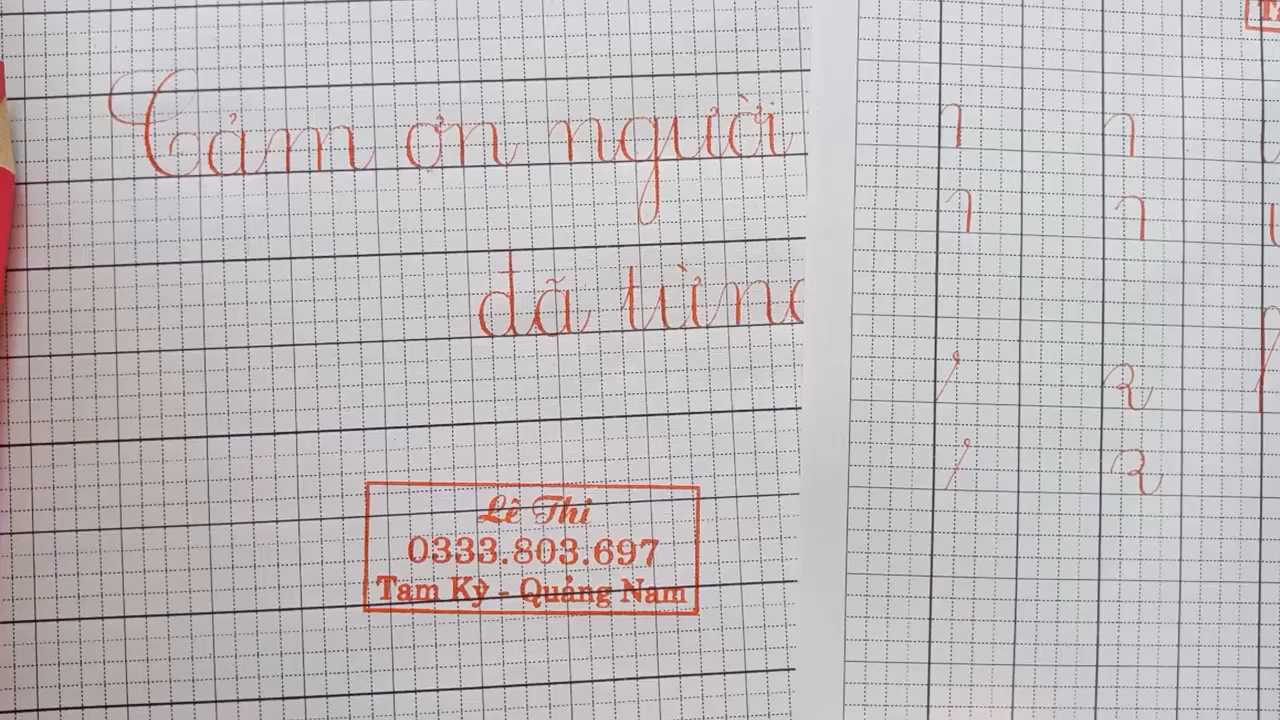 Cảm ơn người
đã từng
Lê Thi
0333.803.697
Tam Kỳ - Quảng Nam